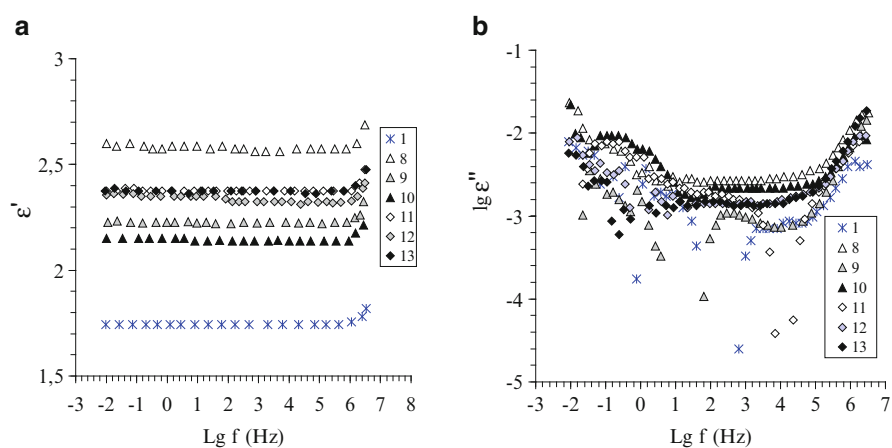 a
3
2,5
2
1,5
ε'
-3 -2 -1 0 1 2 3 4 5 6 7 8
Lg f (Hz)
1
8
9
10
11
12
13
b
-1
-2
-3
-4
-5
lg ε"
-3 -2 -1 0 1 2 3 4 5 6 7
Lg f (Hz)
1
8
9
10
11
12
13